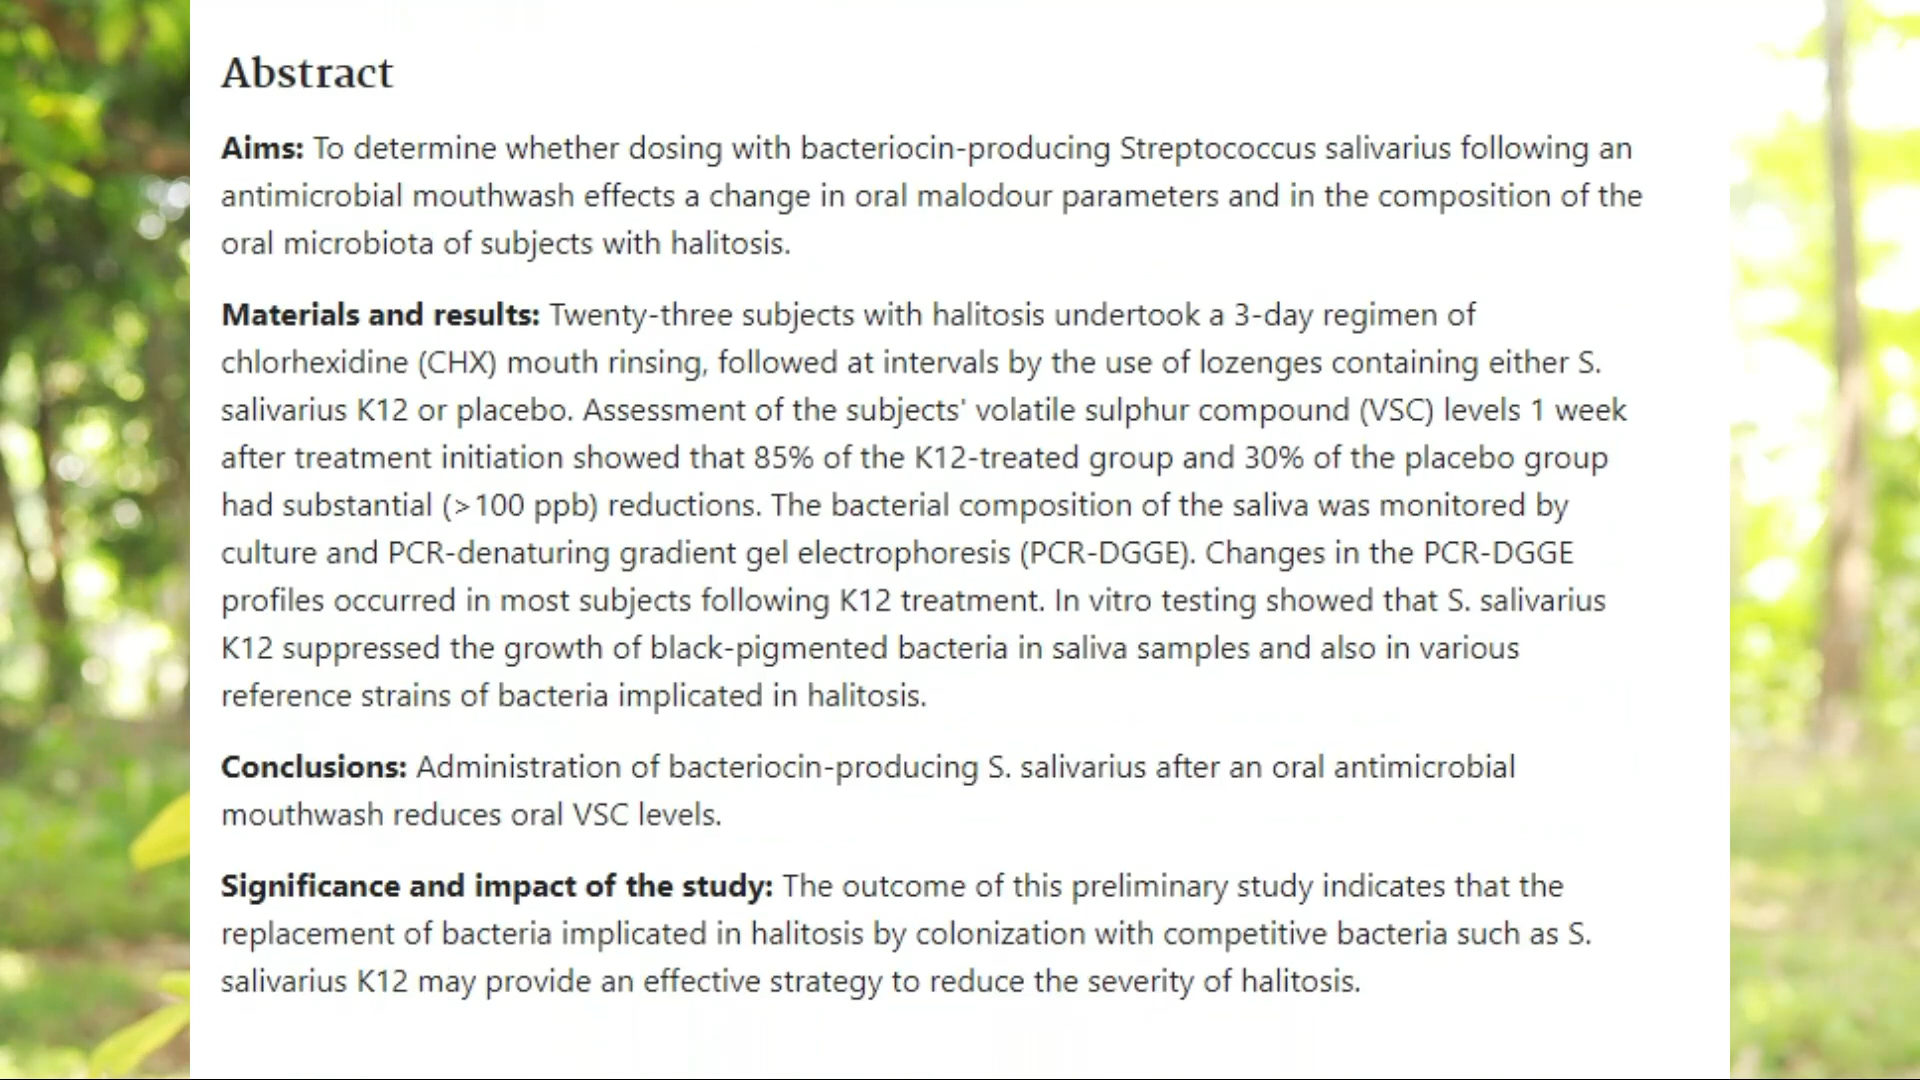 Abstract
Aims: To determine whether dosing with bacteriocin-producing Streptococcus salivarius following an
antimicrobial mouthwash effects a change in oral malodour parameters and in the composition of the
oral microbiota of subjects with halitosis.
Materials and results: Twenty-three subjects with halitosis undertook a 3-day regimen of
chlorhexidine (CHX) mouth rinsing, followed at intervals by the use of lozenges containing either S.
salivarius K12 or placebo. Assessment of the subjects' volatile sulphur compound (VSC) levels 1 week
after treatment initiation showed that 85% of the K12-treated group and 30% of the placebo group
had substantial (>100 ppb) reductions. The bacterial composition of the saliva was monitored by
culture and PCR-denaturing gradient gel electrophoresis (PCR-DGGE). Changes in the PCR-DGGE
profiles occurred in most subjects following K12 treatment. In vitro testing showed that S. salivarius
K12 suppressed the growth of black-pigmented bacteria in saliva samples and also in various
reference strains of bacteria implicated in halitosis.
Conclusions: Administration of bacteriocin-producing S. salivarius after an oral antimicrobial
mouthwash reduces oral VSC levels.
Significance and impact of the study: The outcome of this preliminary study indicates that the
replacement of bacteria implicated in halitosis by colonization with competitive bacteria such as S.
salivarius K12 may provide an effective strategy to reduce the severity of halitosis.